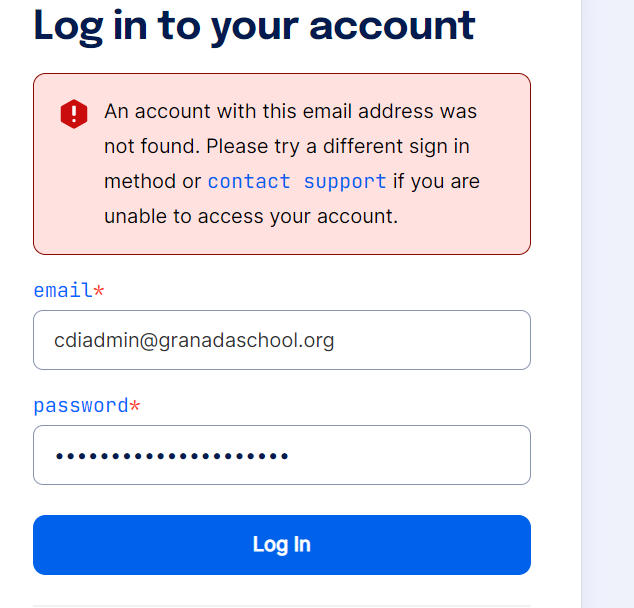 Log in to your account
An account with this email address was
not found. Please try a different sign in
method or contact support if you are
unable to access your account.
email*
cdiadmin@granadaschool.org
password*
•••••••••••••••••••••
Log In